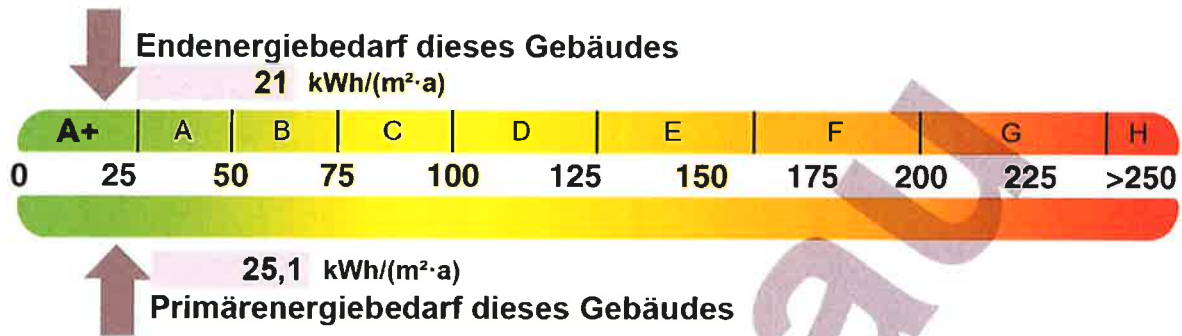 Endenergiebedarf dieses Gebäudes
21 kWh/(m²·a)
A+ A B C D E F G H
0 25 50 75 100 125 150 175 200 225 >250
25,1 kWh/(m²·a)
Primärenergiebedarf dieses Gebäudes